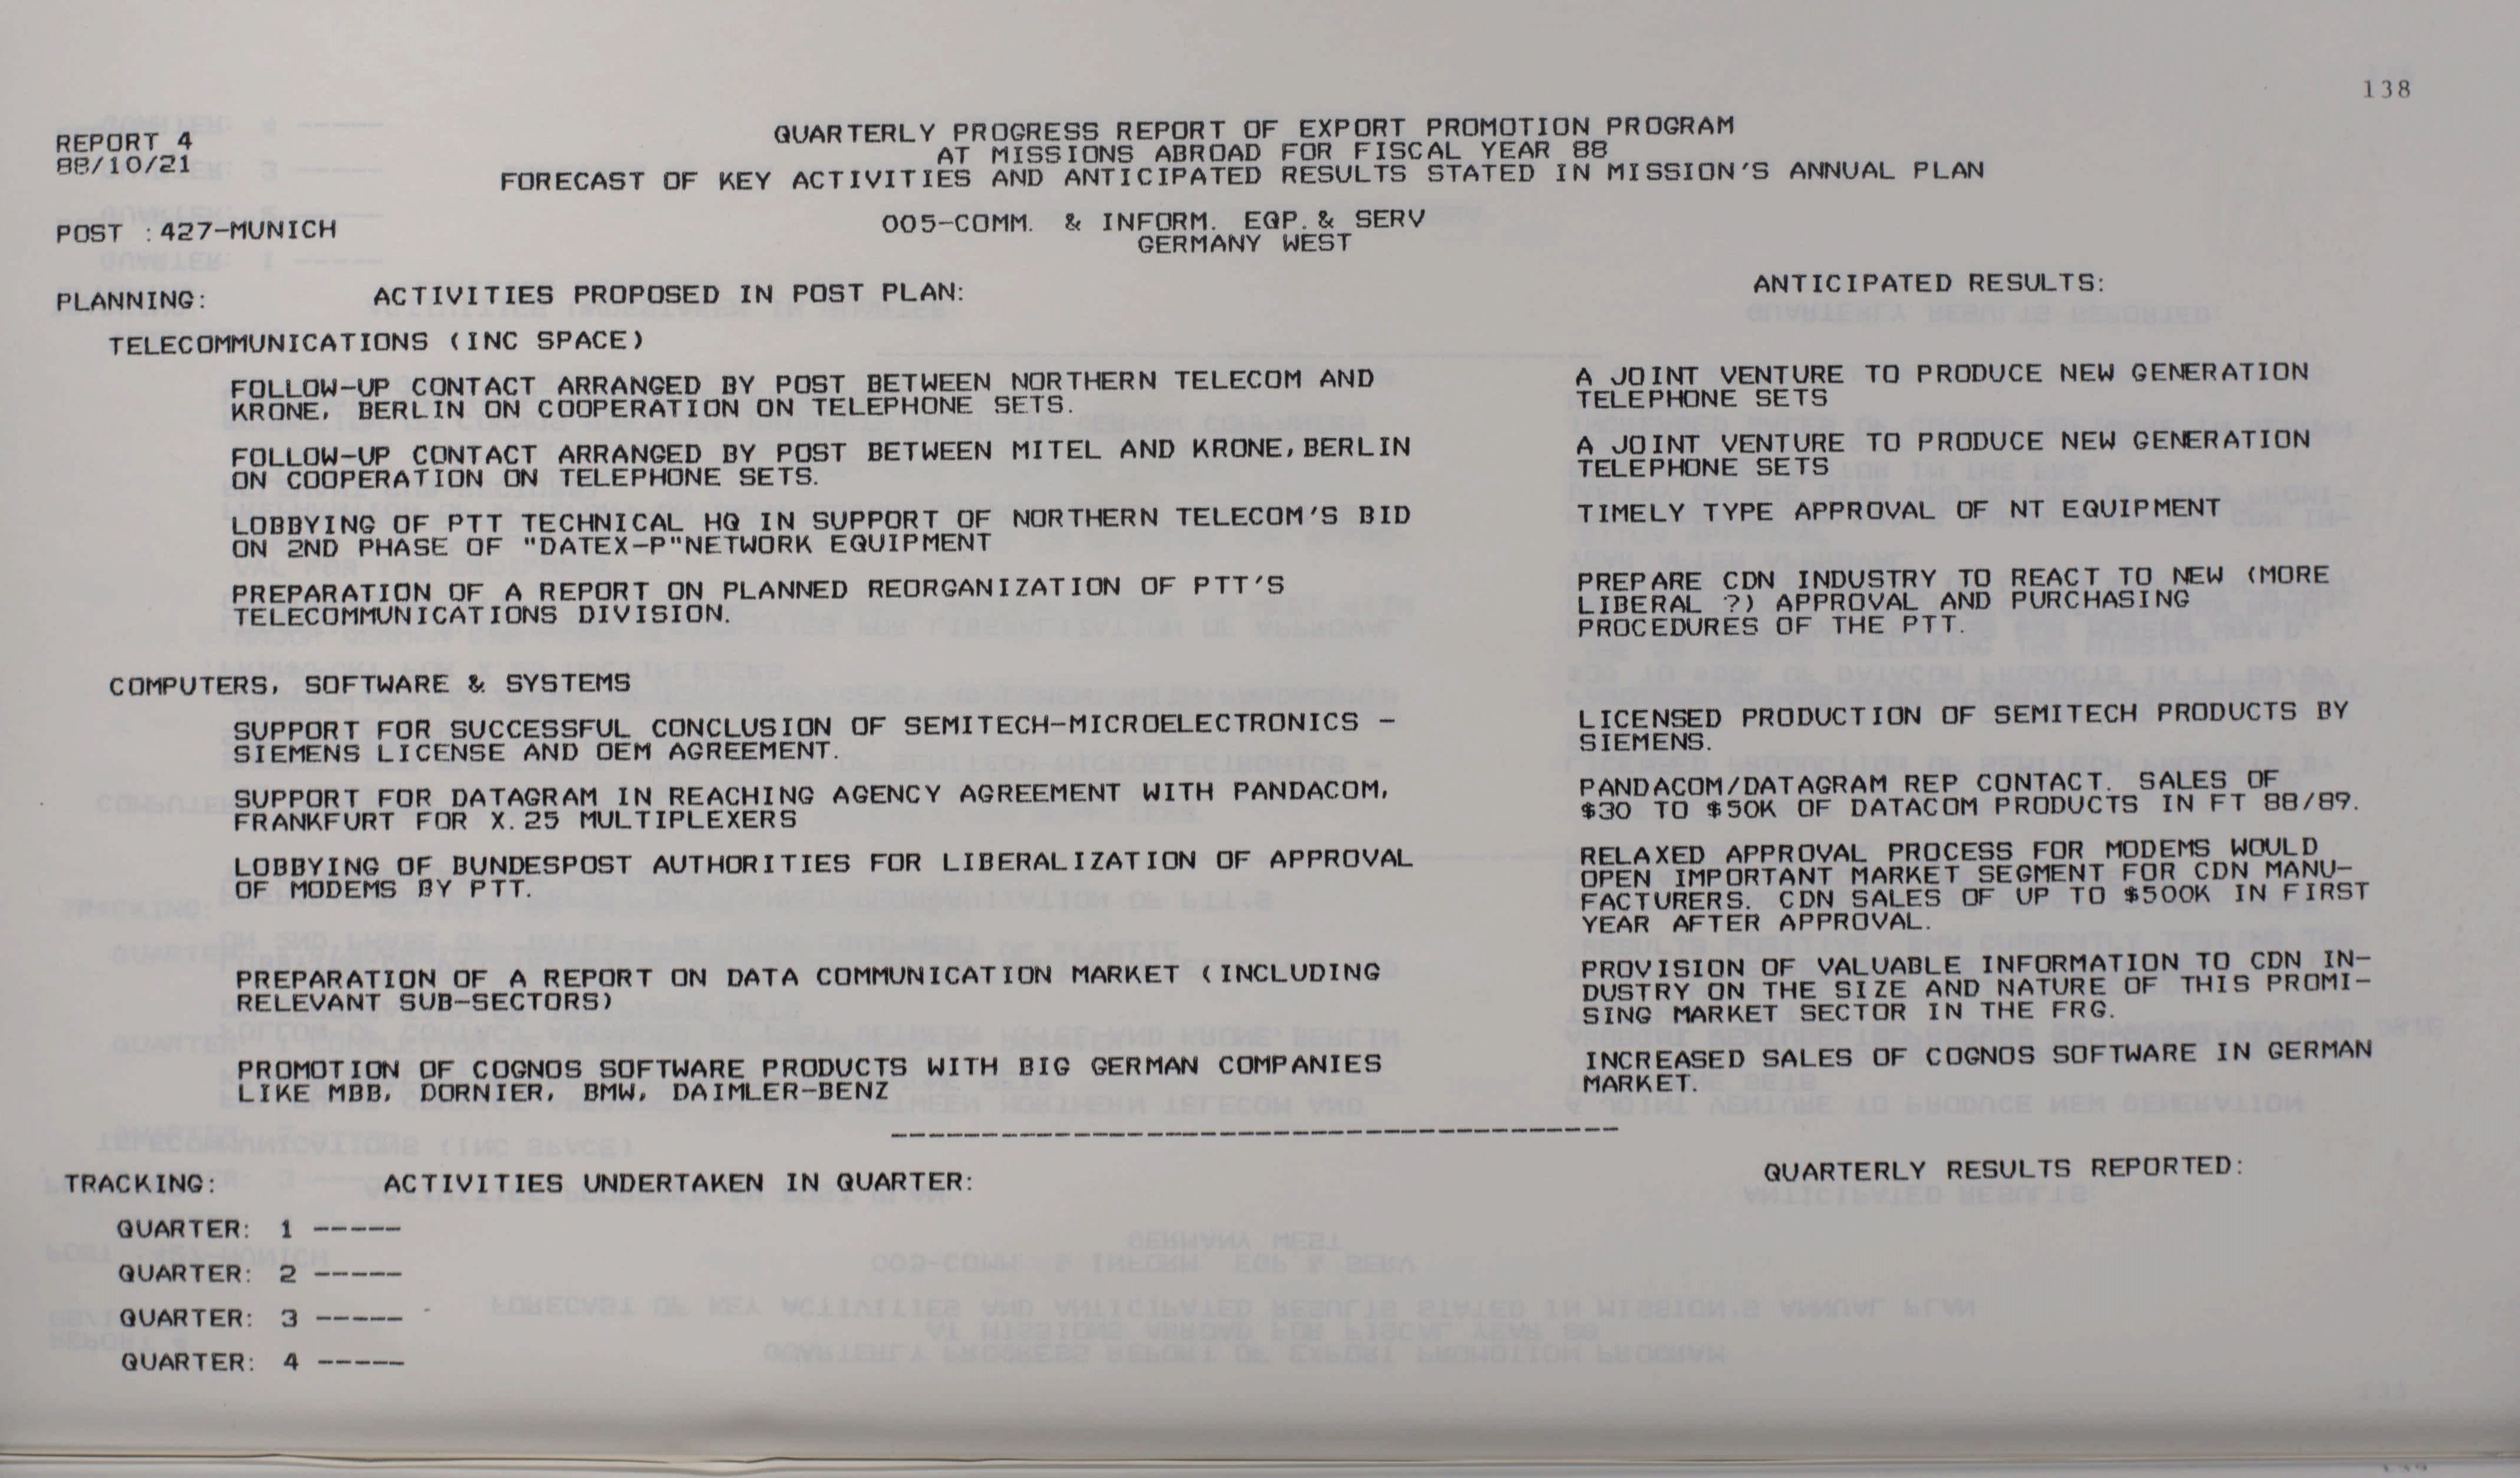 138
REPORT 4
88/10/21
QUARTERLY PROGRESS REPORT OF EXPORT PROMOTION PROGRAM
AT MISSIONS ABROAD FOR FISCAL YEAR 88
FORECAST OF KEY ACTIVITIES AND ANTICIPATED RESULTS STATED IN MISSION'S ANNUAL PLAN
POST :427-MUNICH
005-COMM. & INFORM. EQP.& SERV
GERMANY WEST
PLANNING: ACTIVITIES PROPOSED IN POST PLAN: ANTICIPATED RESULTS:
TELECOMMUNICATIONS (INC SPACE)
FOLLOW-UP CONTACT ARRANGED BY POST BETWEEN NORTHERN TELECOM AND
KRONE, BERLIN ON COOPERATION ON TELEPHONE SETS.
A JOINT VENTURE TO PRODUCE NEW GENERATION
TELEPHONE SETS
FOLLOW-UP CONTACT ARRANGED BY POST BETWEEN MITEL AND KRONE,BERLIN
ON COOPERATION ON TELEPHONE SETS.
A JOINT VENTURE TO PRODUCE NEW GENERATION
TELEPHONE SETS
LOBBYING OF PTT TECHNICAL HQ IN SUPPORT OF NORTHERN TELECOM'S BID
ON 2ND PHASE OF "DATEX-P"NETWORK EQUIPMENT
TIMELY TYPE APPROVAL OF NT EQUIPMENT
PREPARATION OF A REPORT ON PLANNED REORGANIZATION OF PTT'S
TELECOMMUNICATIONS DIVISION.
PREPARE CDN INDUSTRY TO REACT TO NEW (MORE
LIBERAL ?) APPROVAL AND PURCHASING
PROCEDURES OF THE PTT.
COMPUTERS, SOFTWARE & SYSTEMS
SUPPORT FOR SUCCESSFUL CONCLUSION OF SEMITECH-MICROELECTRONICS -
SIEMENS LICENSE AND OEM AGREEMENT.
LICENSED PRODUCTION OF SEMITECH PRODUCTS BY
SIEMENS.
SUPPORT FOR DATAGRAM IN REACHING AGENCY AGREEMENT WITH PANDACOM,
FRANKFURT FOR X.25 MULTIPLEXERS
PANDACOM/DATAGRAM REP CONTACT. SALES OF
$30 TO $50K OF DATACOM PRODUCTS IN FT 88/89.
LOBBYING OF BUNDESPOST AUTHORITIES FOR LIBERALIZATION OF APPROVAL
OF MODEMS BY PTT.
RELAXED APPROVAL PROCESS FOR MODEMS WOULD
OPEN IMPORTANT MARKET SEGMENT FOR CDN MANU-
FACTURERS. CDN SALES OF UP TO $500K IN FIRST
YEAR AFTER APPROVAL.
PREPARATION OF A REPORT ON DATA COMMUNICATION MARKET (INCLUDING
RELEVANT SUB-SECTORS)
PROVISION OF VALUABLE INFORMATION TO CDN IN-
DUSTRY ON THE SIZE AND NATURE OF THIS PROMI-
SING MARKET SECTOR IN THE FRG.
PROMOTION OF COGNOS SOFTWARE PRODUCTS WITH BIG GERMAN COMPANIES
LIKE MBB, DORNIER, BMW, DAIMLER-BENZ
INCREASED SALES OF COGNOS SOFTWARE IN GERMAN
MARKET.
----------------------------------------
TRACKING: ACTIVITIES UNDERTAKEN IN QUARTER: QUARTERLY RESULTS REPORTED:
QUARTER: 1 -----
QUARTER: 2 -----
QUARTER: 3 -----
QUARTER: 4 -----